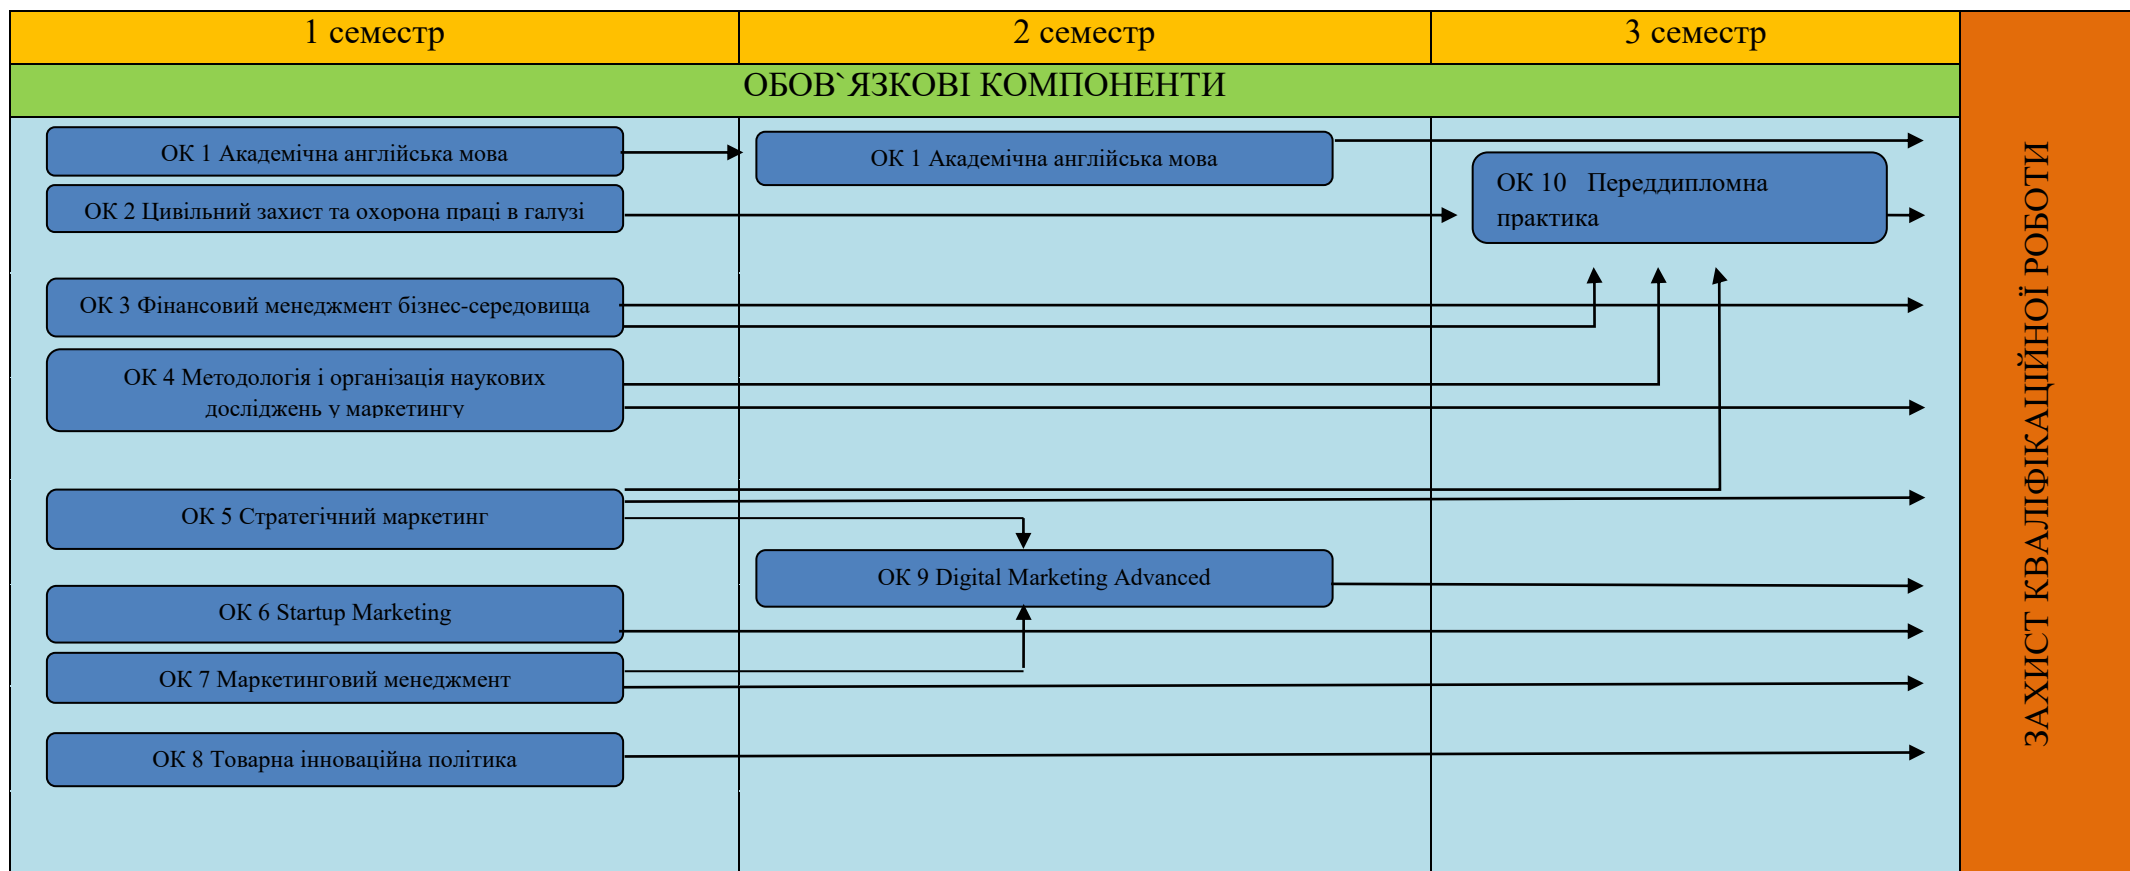 1 семестр
2 семестр
3 семестр
ОБОВ`ЯЗКОВІ КОМПОНЕНТИ
ОК 1 Академічна англійська мова
ОК 1 Академічна англійська мова
ОК 10 Переддипломна
практика
ОК 2 Цивільний захист та охорона праці в галузі
ОК 3 Фінансовий менеджмент бізнес-середовища
ОК 4 Методологія і організація наукових
досліджень у маркетингу
ОК 5 Стратегічний маркетинг
ОК 9 Digital Marketing Advanced
ОК 6 Startup Marketing
ОК 7 Маркетинговий менеджмент
ОК 8 Товарна інноваційна політика
ЗАХИСТ КВАЛІФІКАЦІЙНОЇ РОБОТИ